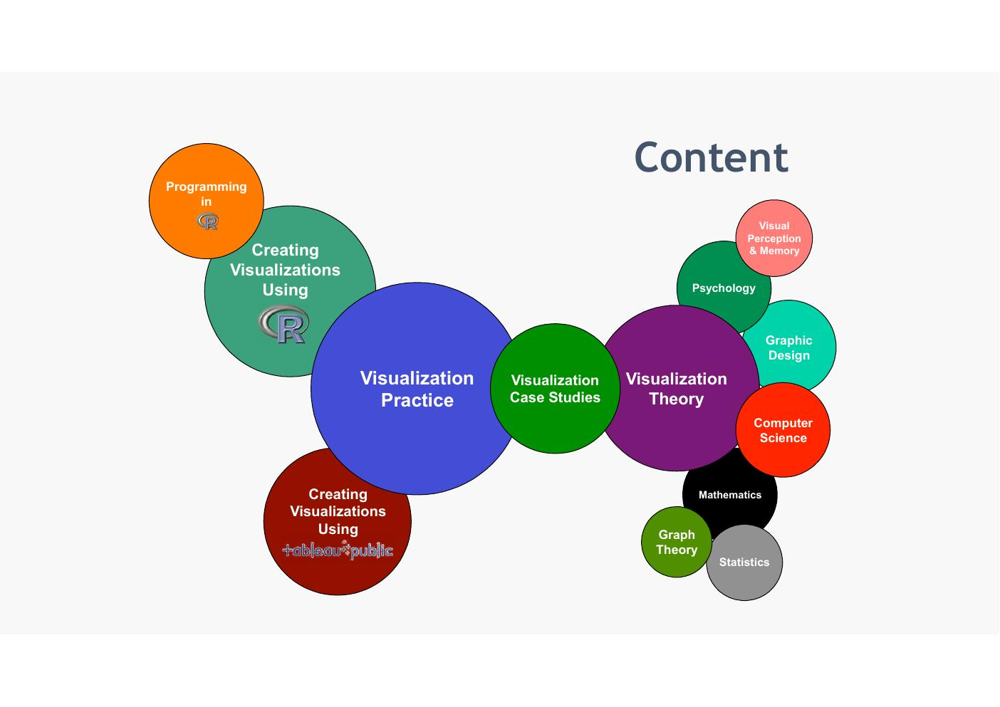 Content
Programming
in
R
Creating
Visualizations
Using
R
Visualization
Practice
Creating
Visualizations
Using
+ableau public
Visualization
Case Studies
Visualization
Theory
Visual
Perception
& Memory
Psychology
Graphic
Design
Computer
Science
Mathematics
Graph
Theory
Statistics